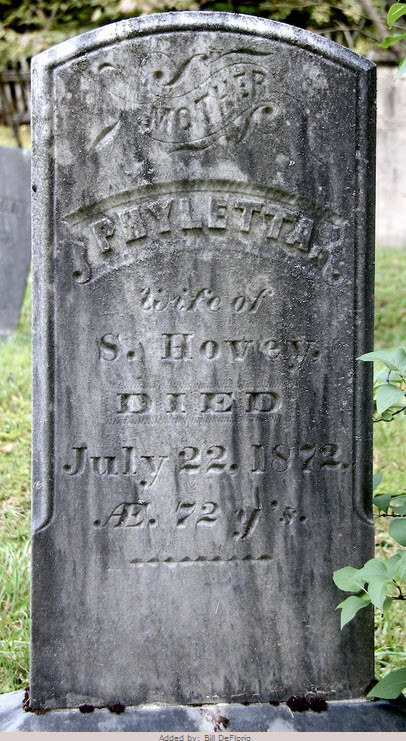 MOTHER
PHYLETTA,
Wife of
S. Hovey.
DIED
July 22. 1872.
Æ. 72 y's.
Added by: Bill DeFlorio